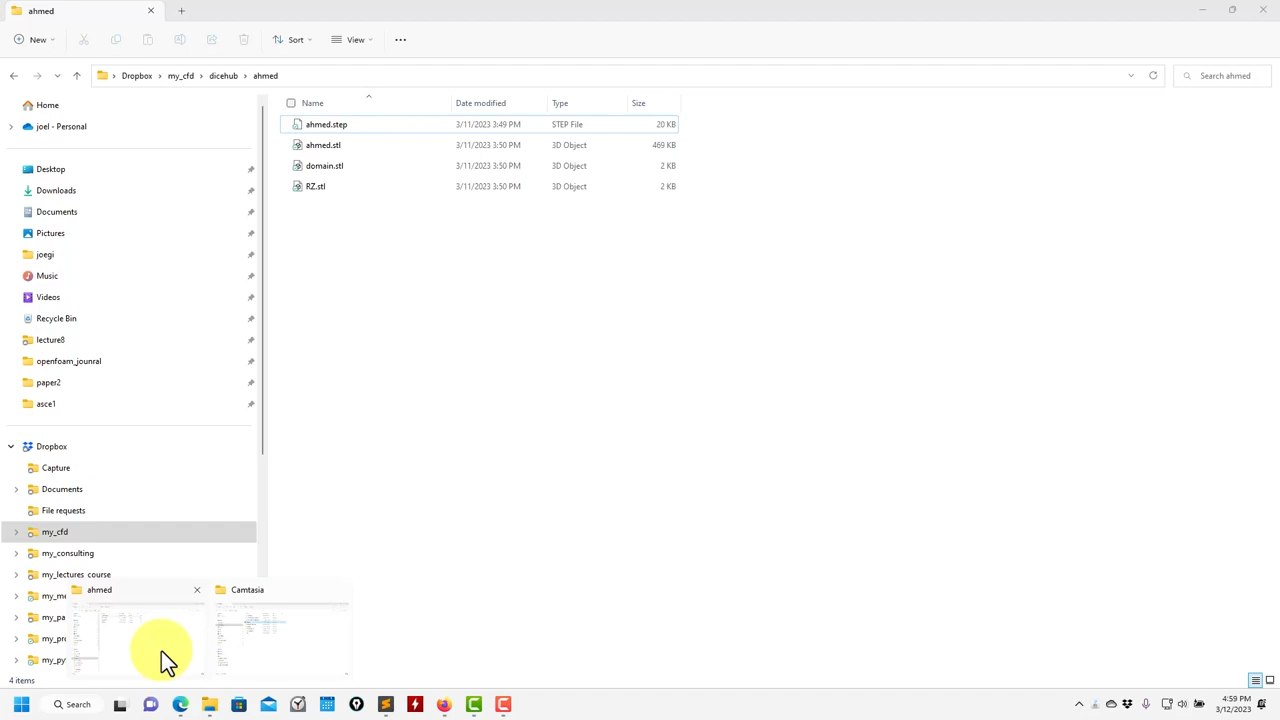 ahmed
New
Sort
View
Dropbox
my_cfd
dicehub
ahmed
Search ahmed
Home
joel - Personal
Desktop
Downloads
Documents
Pictures
joegi
Music
Videos
Recycle Bin
lecture8
openfoam_jounral
paper2
asce1
Dropbox
Capture
Documents
File requests
my_cfd
my_consulting
my_lectures_course
my_me
my_pa
my_pr
my_py
4 items
Name Date modified Type Size
ahmed.step 3/11/2023 3:49 PM STEP File 20 KB
ahmed.stl 3/11/2023 3:50 PM 3D Object 469 KB
domain.stl 3/11/2023 3:50 PM 3D Object 2 KB
RZ.stl 3/11/2023 3:50 PM 3D Object 2 KB
ahmed
Camtasia
Search
4:59 PM
3/12/2023